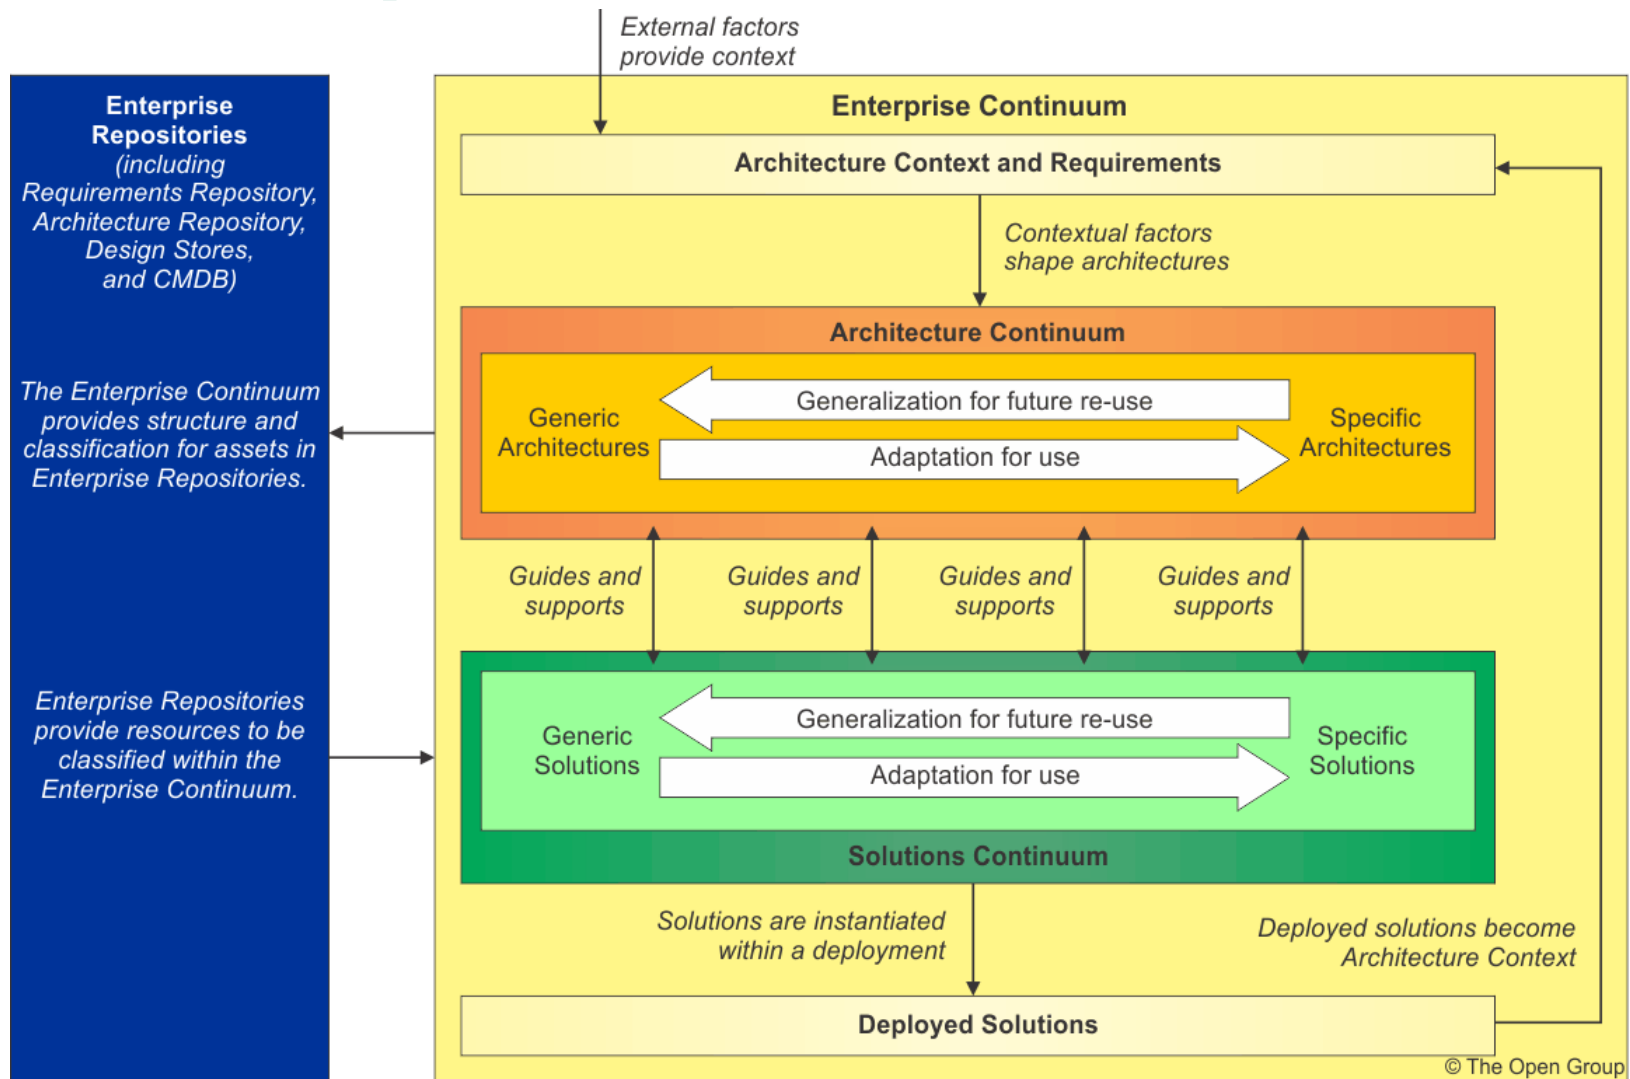 External factors
provide context
Enterprise
Repositories
(including
Requirements Repository,
Architecture Repository,
Design Stores,
and CMDB)
The Enterprise Continuum
provides structure and
classification for assets in
Enterprise Repositories.
Enterprise Repositories
provide resources to be
classified within the
Enterprise Continuum.
Enterprise Continuum
Architecture Context and Requirements
Contextual factors
shape architectures
Architecture Continuum
Generic
Architectures
Generalization for future re-use
Adaptation for use
Specific
Architectures
Guides and
supports
Guides and
supports
Guides and
supports
Guides and
supports
Generic
Solutions
Generalization for future re-use
Adaptation for use
Specific
Solutions
Solutions Continuum
Solutions are instantiated
within a deployment
Deployed solutions become
Architecture Context
Deployed Solutions
© The Open Group